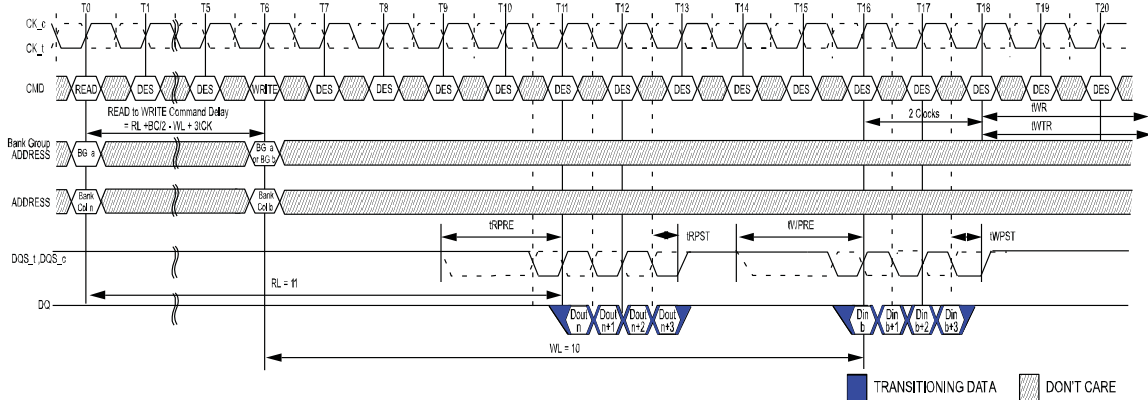 T0 T1 T5 T6 T7 T8 T9 T10 T11 T12 T13 T14 T15 T16 T17 T18 T19 T20
CK_c
CK_t
CMD READ DES DES WRITE DES DES DES DES DES DES DES DES DES DES DES DES DES DES
READ to WRITE Command Delay
= RL +BC/2 - WL + 3tCK
2 Clocks
tWR
tWTR
Bank Group
ADDRESS
BG a
BG a
or BG b
ADDRESS
Bank
Col n
Bank
Col b
tRPRE
tRPST
tWPRE
tWPST
DQS_t,DQS_c
RL = 11
DQ
Dout Dout Dout Dout
n n+1 n+2 n+3
Din Din Din Din
b b+1 b+2 b+3
WL = 10
TRANSITIONING DATA
DON'T CARE